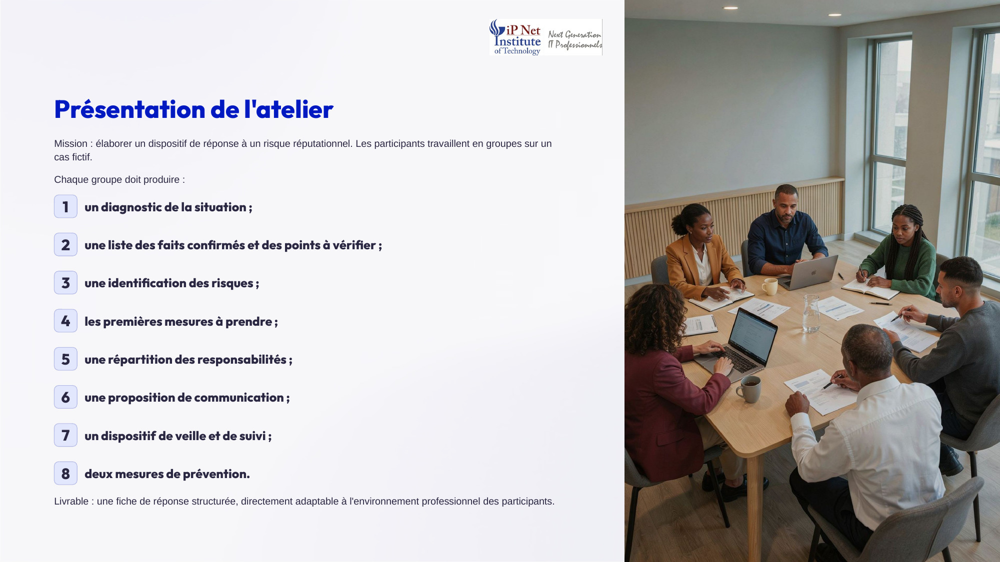 iP Net
Institute
of Technology
Next Generation
IT Professionnels
Présentation de l'atelier
Mission : élaborer un dispositif de réponse à un risque réputationnel. Les participants travaillent en groupes sur un
cas fictif.
Chaque groupe doit produire :
1 un diagnostic de la situation ;
2 une liste des faits confirmés et des points à vérifier ;
3 une identification des risques ;
4 les premières mesures à prendre ;
5 une répartition des responsabilités ;
6 une proposition de communication ;
7 un dispositif de veille et de suivi ;
8 deux mesures de prévention.
Livrable : une fiche de réponse structurée, directement adaptable à l'environnement professionnel des participants.